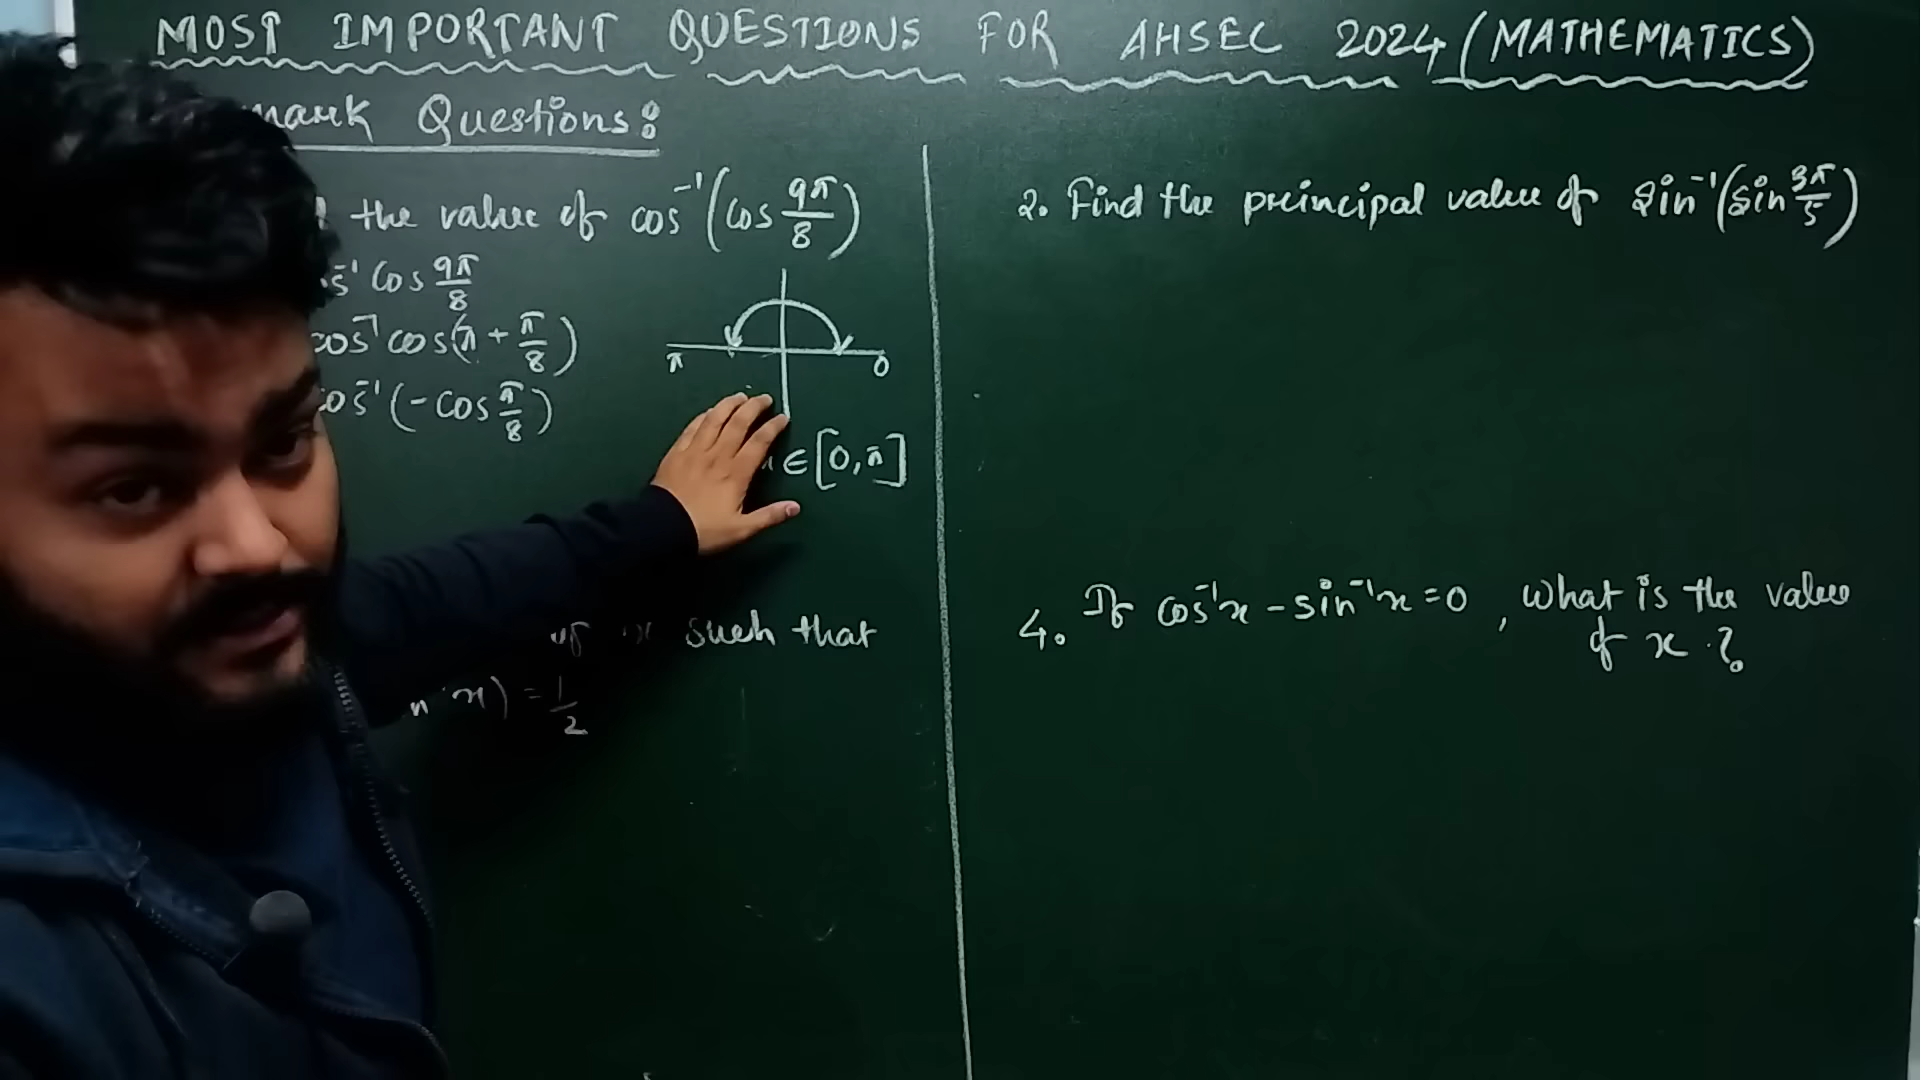 MOST IMPORTANT QUESTIONS FOR AHSEC 2024 (MATHEMATICS)
mark Questions:
the value of cos⁻¹(cos 9π/8)
cos 9π/8
cos⁻¹ cos(π + π/8)
cos⁻¹(-cos π/8)
π 0
∈ [0, π]
of x such that
x) = 1/2
2. Find the principal value of sin⁻¹(sin 3π/5)
4. If cos⁻¹x - sin⁻¹x = 0, what is the value
of x ?